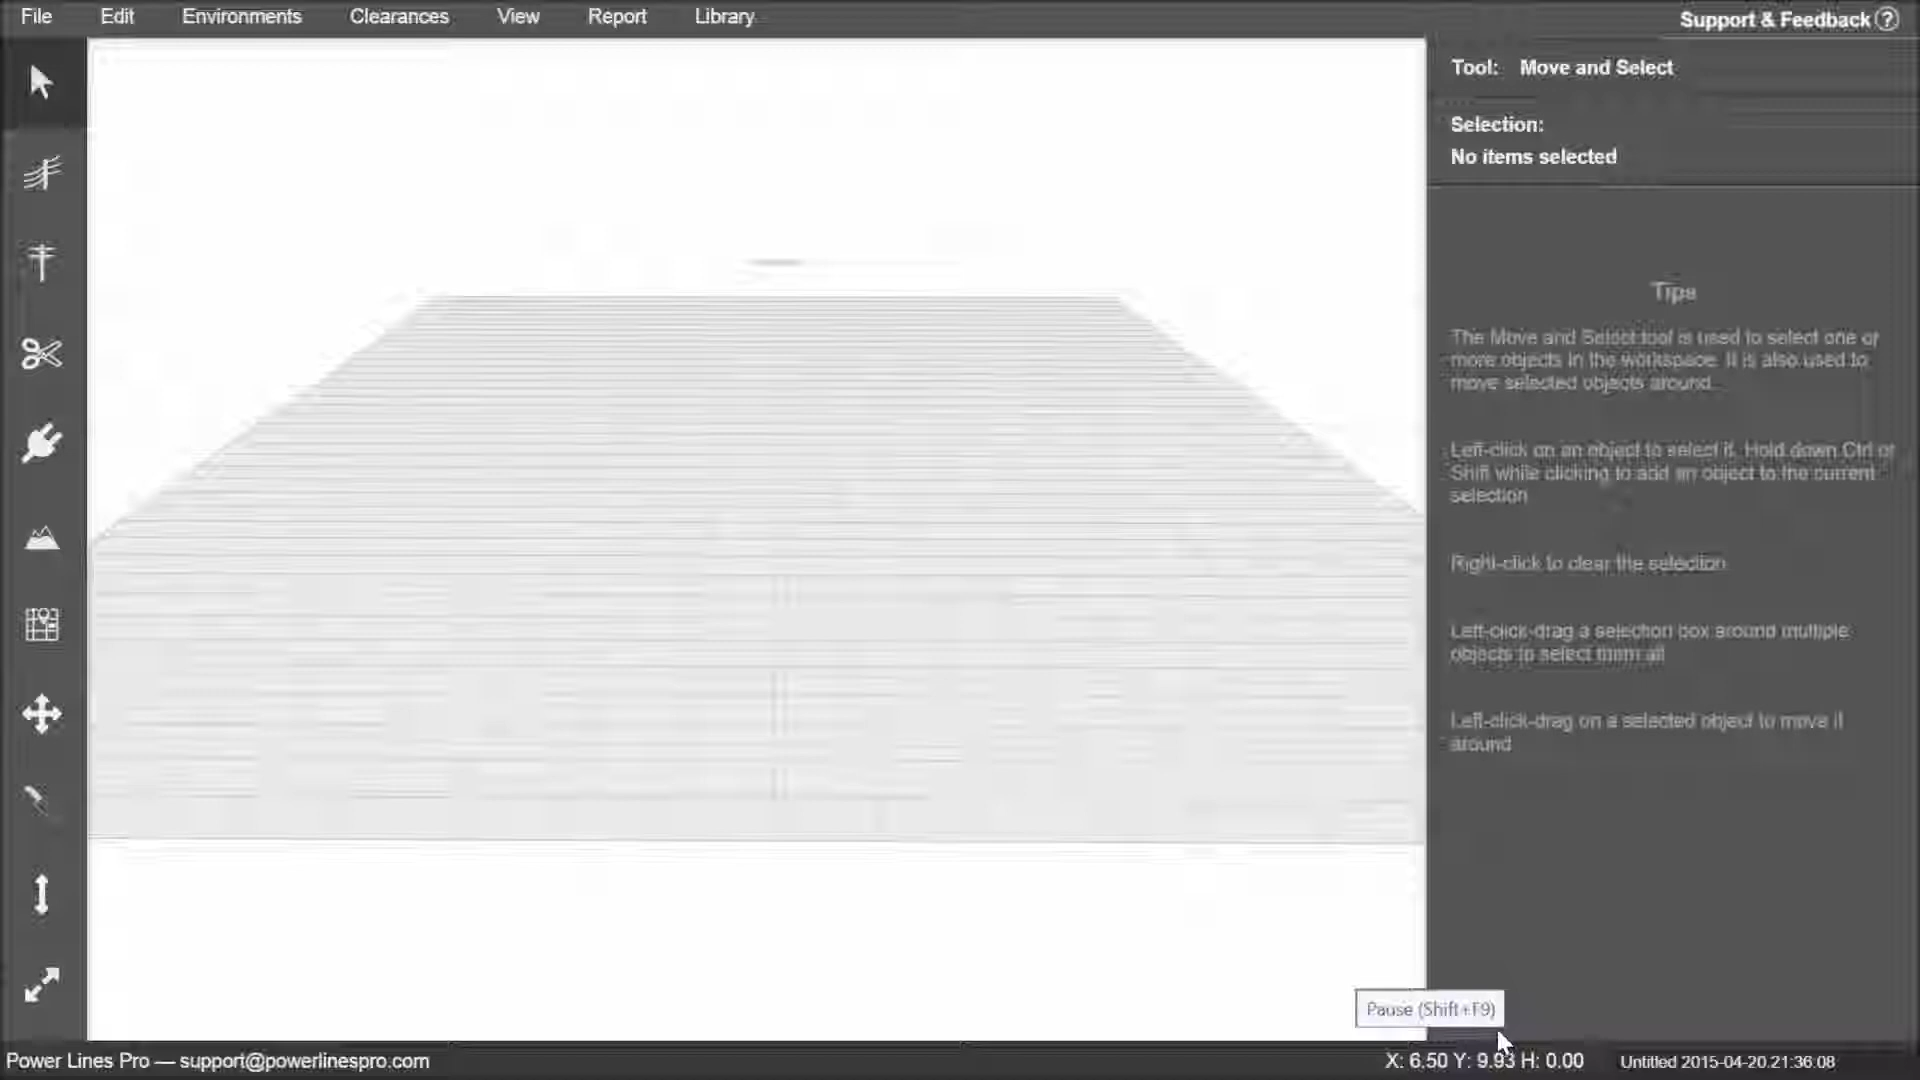 File Edit Environments Clearances View Report Library Support & Feedback ?
Tool: Move and Select
Selection:
No items selected
Tips
The Move and Select tool is used to select one or
more objects in the workspace. It is also used to
move selected objects around.
Left-click on an object to select it. Hold down Ctrl or
Shift while clicking to add an object to the current
selection
Right-click to clear the selection
Left-click-drag a selection box around multiple
objects to select them all
Left-click-drag on a selected object to move it
around
Pause (Shift+F9)
Power Lines Pro — support@powerlinespro.com X: 6.50 Y: 9.93 H: 0.00 Untitled 2015-04-20.21:36:08